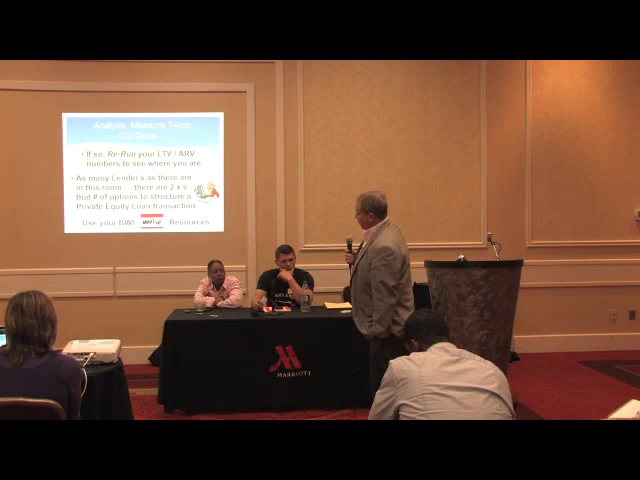 Analyze, Measure Twice,
Cut Once...
• If so, Re-Run your LTV / ARV
numbers to see where you are.
• As many Lender's as there are
in this room ... there are 2 x's
that # of options to structure a
Private Equity Loan transaction.
Use your BWI Meetup Resources
MARRIOTT